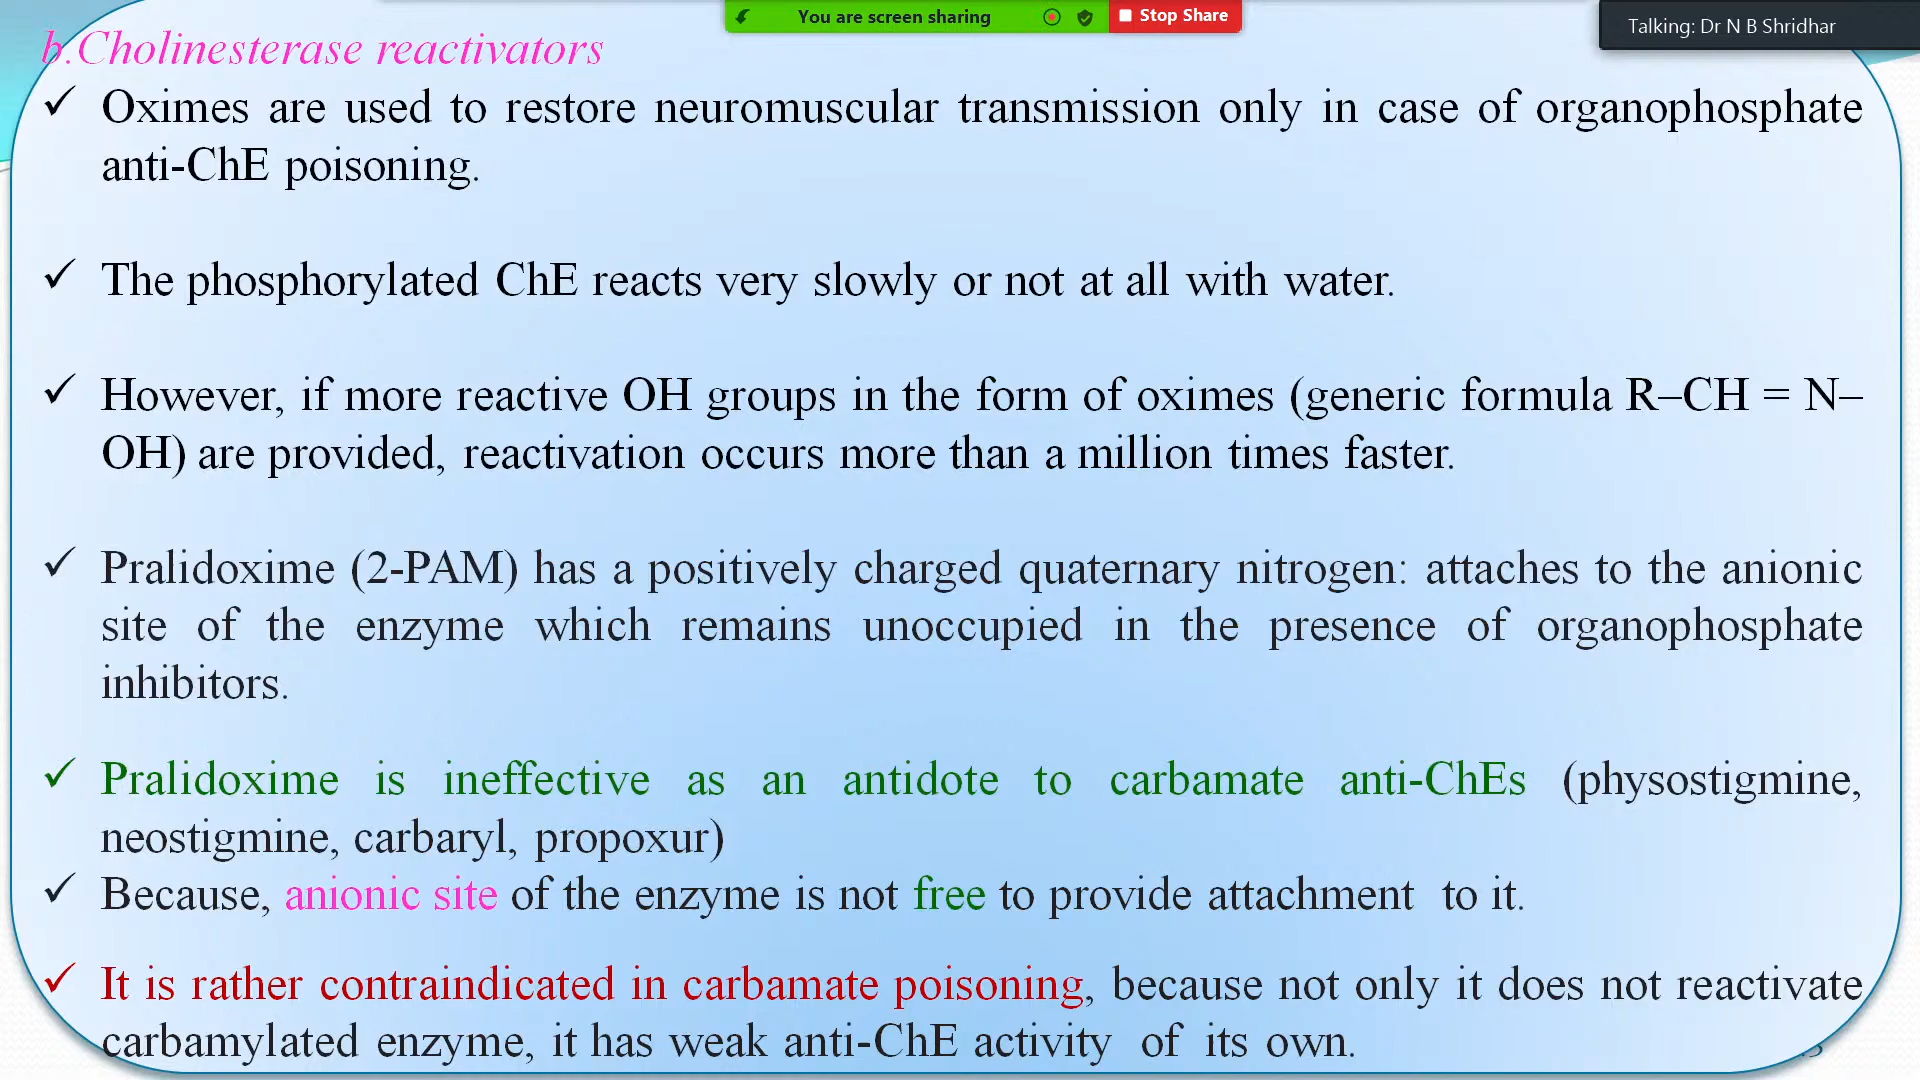 You are screen sharing
Stop Share
Talking: Dr N B Shridhar
b.Cholinesterase reactivators
✓ Oximes are used to restore neuromuscular transmission only in case of organophosphate
anti-ChE poisoning.
✓ The phosphorylated ChE reacts very slowly or not at all with water.
✓ However, if more reactive OH groups in the form of oximes (generic formula R–CH = N–
OH) are provided, reactivation occurs more than a million times faster.
✓ Pralidoxime (2-PAM) has a positively charged quaternary nitrogen: attaches to the anionic
site of the enzyme which remains unoccupied in the presence of organophosphate
inhibitors.
✓ Pralidoxime is ineffective as an antidote to carbamate anti-ChEs (physostigmine,
neostigmine, carbaryl, propoxur)
✓ Because, anionic site of the enzyme is not free to provide attachment to it.
✓ It is rather contraindicated in carbamate poisoning, because not only it does not reactivate
carbamylated enzyme, it has weak anti-ChE activity of its own.